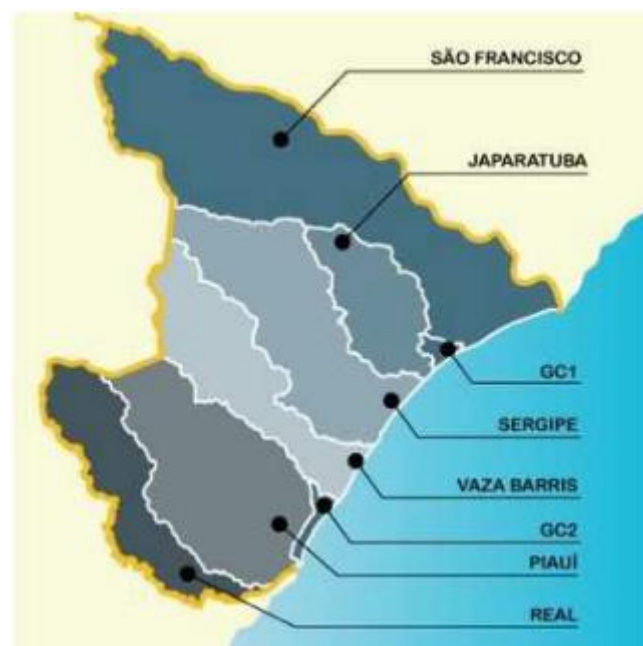 SÃO FRANCISCO
JAPARATUBA
GC1
SERGIPE
VAZA BARRIS
GC2
PIAUÍ
REAL